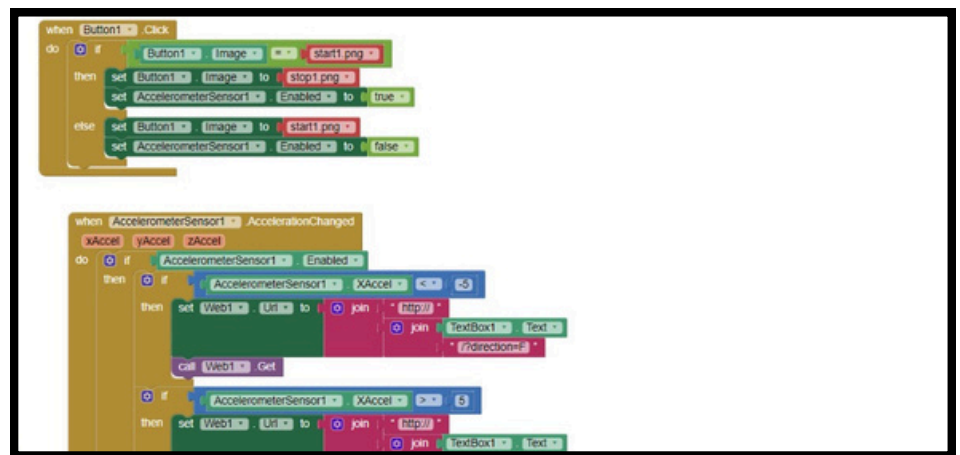 when Button1 .Click
do if Button1 . Image = start1.png
then set Button1 . Image to stop1.png
set AccelerometerSensor1 . Enabled to true
else set Button1 . Image to start1.png
set AccelerometerSensor1 . Enabled to false
when AccelerometerSensor1 .AccelerationChanged
xAccel yAccel zAccel
do if AccelerometerSensor1 . Enabled
then if AccelerometerSensor1 . XAccel < -5
then set Web1 . Url to join " http:// "
join TextBox1 . Text
" /?direction=F "
call Web1 .Get
if AccelerometerSensor1 . XAccel > 5
then set Web1 . Url to join " http:// "
join TextBox1 . Text